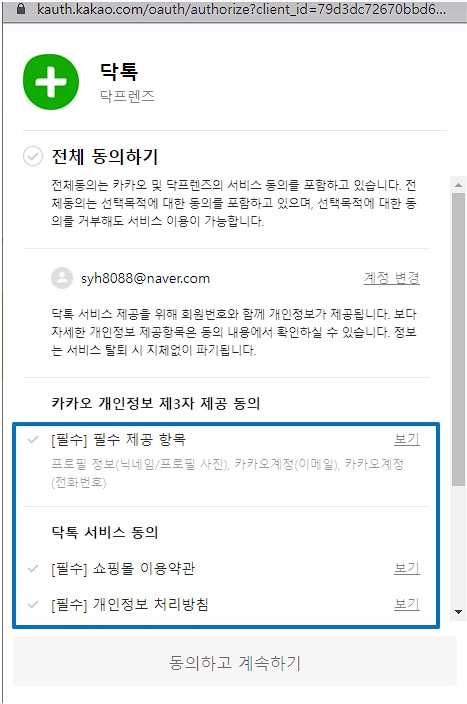 kauth.kakao.com/oauth/authorize?client_id=79d3dc72670bbd6...
닥톡
닥프렌즈
전체 동의하기
전체동의는 카카오 및 닥프렌즈의 서비스 동의를 포함하고 있습니다. 전
체동의는 선택목적에 대한 동의를 포함하고 있으며, 선택목적에 대한 동
의를 거부해도 서비스 이용이 가능합니다.
syh8088@naver.com 계정 변경
닥톡 서비스 제공을 위해 회원번호와 함께 개인정보가 제공됩니다. 보다
자세한 개인정보 제공항목은 동의 내용에서 확인하실 수 있습니다. 정보
는 서비스 탈퇴 시 지체없이 파기됩니다.
카카오 개인정보 제3자 제공 동의
[필수] 필수 제공 항목 보기
프로필 정보(닉네임/프로필 사진), 카카오계정(이메일), 카카오계정
(전화번호)
닥톡 서비스 동의
[필수] 쇼핑몰 이용약관 보기
[필수] 개인정보 처리방침 보기
동의하고 계속하기